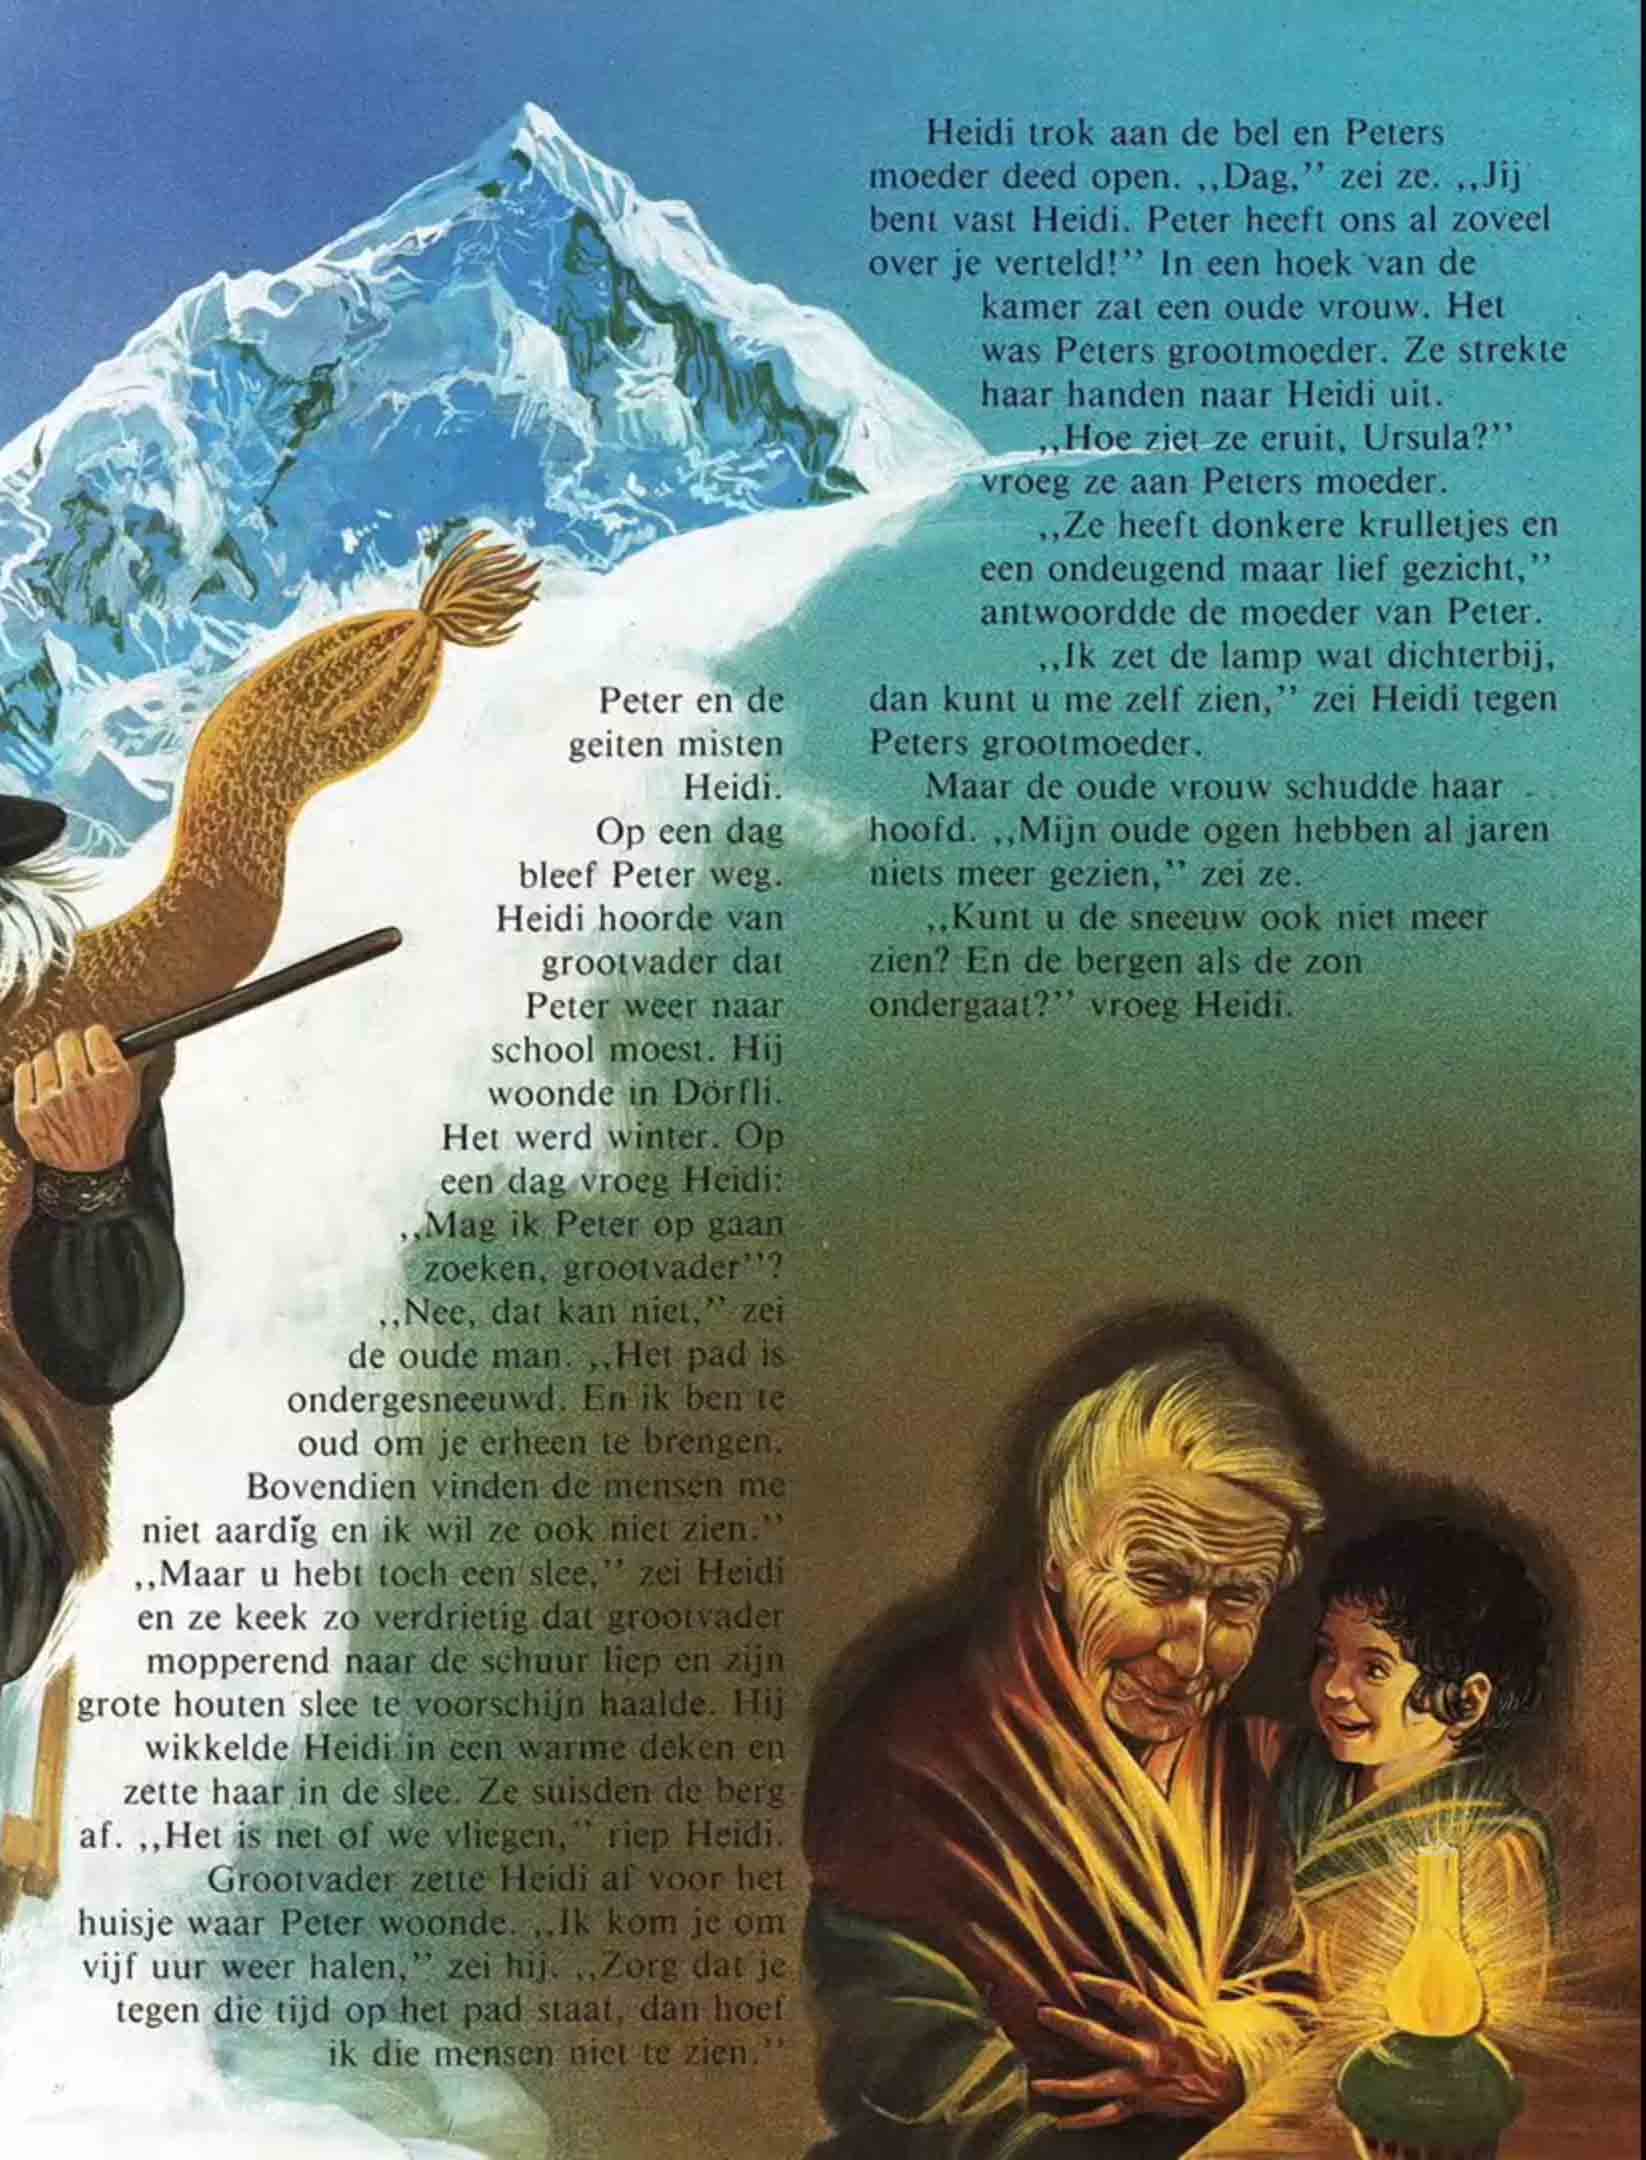 Peter en de
geiten misten
Heidi.
Op een dag
bleef Peter weg.
Heidi hoorde van
grootvader dat
Peter weer naar
school moest. Hij
woonde in Dörfli.
Het werd winter. Op
een dag vroeg Heidi:
,,Mag ik Peter op gaan
zoeken, grootvader''?
,,Nee, dat kan niet,'' zei
de oude man. ,,Het pad is
ondergesneeuwd. En ik ben te
oud om je erheen te brengen.
Bovendien vinden de mensen me
niet aardig en ik wil ze ook niet zien.''
,,Maar u hebt toch een slee,'' zei Heidi
en ze keek zo verdrietig dat grootvader
mopperend naar de schuur liep en zijn
grote houten slee te voorschijn haalde. Hij
wikkelde Heidi in een warme deken en
zette haar in de slee. Ze suisden de berg
af. ,,Het is net of we vliegen,'' riep Heidi.
Grootvader zette Heidi af voor het
huisje waar Peter woonde. ,,Ik kom je om
vijf uur weer halen,'' zei hij. ,,Zorg dat je
tegen die tijd op het pad staat, dan hoef
ik die mensen niet te zien.''
Heidi trok aan de bel en Peters
moeder deed open. ,,Dag,'' zei ze. ,,Jij
bent vast Heidi. Peter heeft ons al zoveel
over je verteld!'' In een hoek van de
kamer zat een oude vrouw. Het
was Peters grootmoeder. Ze strekte
haar handen naar Heidi uit.
,,Hoe ziet ze eruit, Ursula?''
vroeg ze aan Peters moeder.
,,Ze heeft donkere krulletjes en
een ondeugend maar lief gezicht,''
antwoordde de moeder van Peter.
,,Ik zet de lamp wat dichterbij,
dan kunt u me zelf zien,'' zei Heidi tegen
Peters grootmoeder.
Maar de oude vrouw schudde haar
hoofd. ,,Mijn oude ogen hebben al jaren
niets meer gezien,'' zei ze.
,,Kunt u de sneeuw ook niet meer
zien? En de bergen als de zon
ondergaat?'' vroeg Heidi.